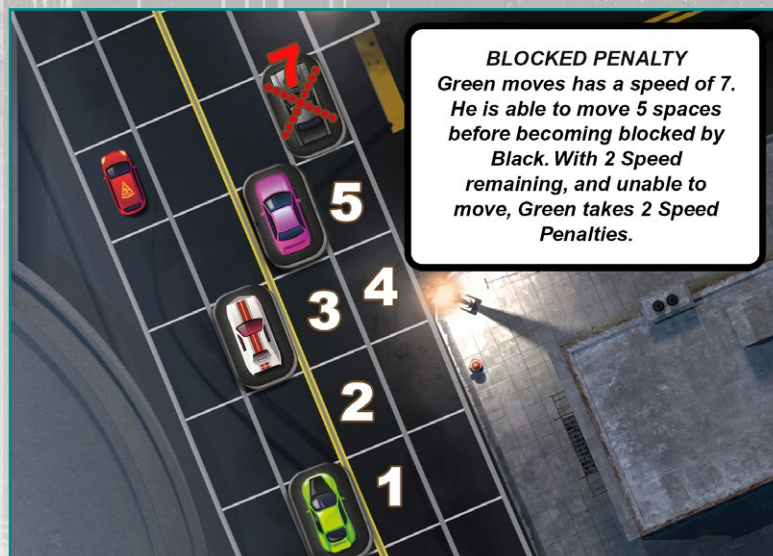 BLOCKED PENALTY
Green moves has a speed of 7.
He is able to move 5 spaces
before becoming blocked by
Black. With 2 Speed
remaining, and unable to
move, Green takes 2 Speed
Penalties.
7
5
4
3
2
1